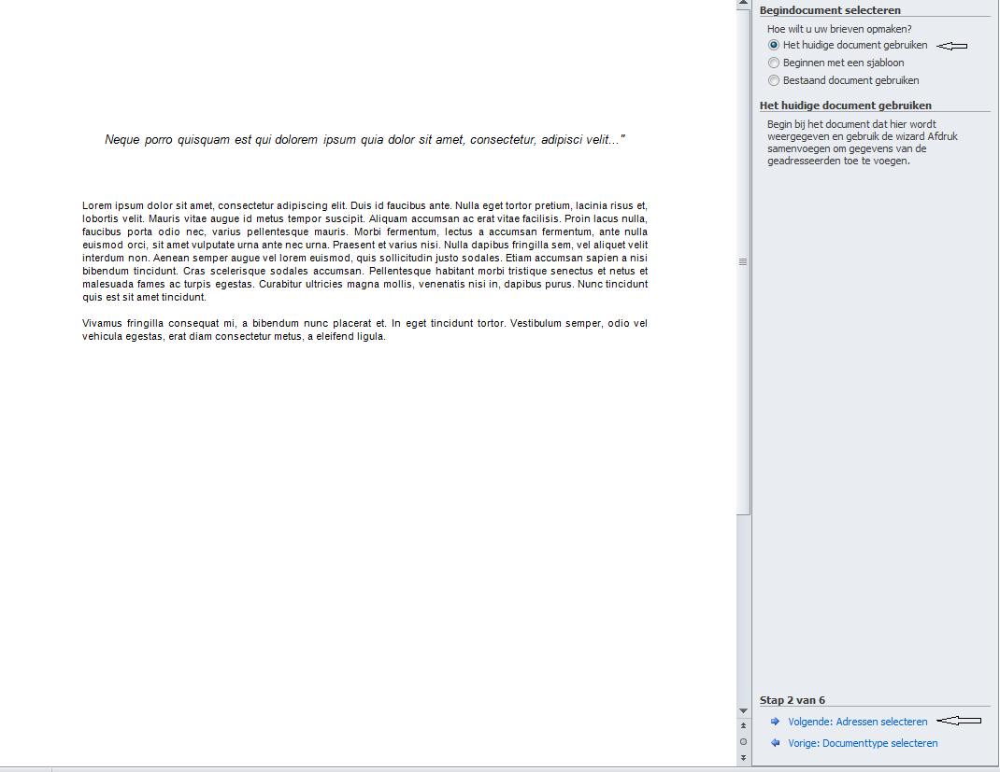 Neque porro quisquam est qui dolorem ipsum quia dolor sit amet, consectetur, adipisci velit..."
Lorem ipsum dolor sit amet, consectetur adipiscing elit. Duis id faucibus ante. Nulla eget tortor pretium, lacinia risus et,
lobortis velit. Mauris vitae augue id metus tempor suscipit. Aliquam accumsan ac erat vitae facilisis. Proin lacus nulla,
faucibus porta odio nec, varius pellentesque mauris. Morbi fermentum, lectus a accumsan fermentum, ante nulla
euismod orci, sit amet vulputate urna ante nec urna. Praesent et varius nisi. Nulla dapibus fringilla sem, vel aliquet velit
interdum non. Aenean semper augue vel lorem euismod, quis sollicitudin justo sodales. Etiam accumsan sapien a nisi
bibendum tincidunt. Cras scelerisque sodales accumsan. Pellentesque habitant morbi tristique senectus et netus et
malesuada fames ac turpis egestas. Curabitur ultricies magna mollis, venenatis nisi in, dapibus purus. Nunc tincidunt
quis est sit amet tincidunt.
Vivamus fringilla consequat mi, a bibendum nunc placerat et. In eget tincidunt tortor. Vestibulum semper, odio vel
vehicula egestas, erat diam consectetur metus, a eleifend ligula.
Begindocument selecteren
Hoe wilt u uw brieven opmaken?
Het huidige document gebruiken
Beginnen met een sjabloon
Bestaand document gebruiken
Het huidige document gebruiken
Begin bij het document dat hier wordt
weergegeven en gebruik de wizard Afdruk
samenvoegen om gegevens van de
geadresseerden toe te voegen.
Stap 2 van 6
Volgende: Adressen selecteren
Vorige: Documenttype selecteren